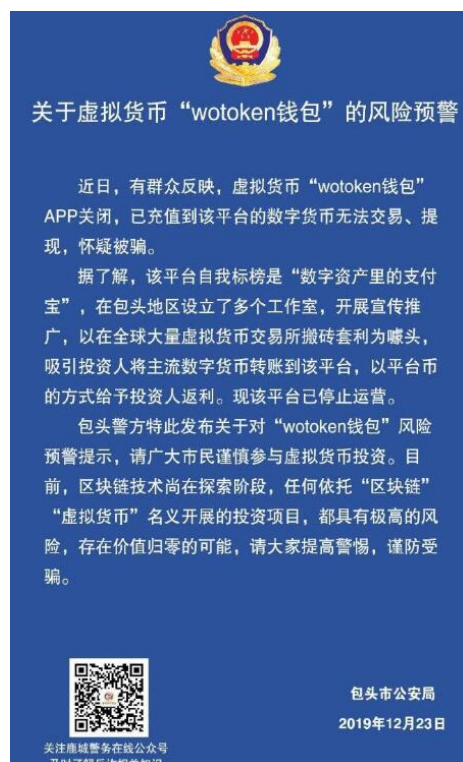 关于虚拟货币“wotoken钱包”的风险预警
近日，有群众反映，虚拟货币“wotoken钱包”
APP关闭，已充值到该平台的数字货币无法交易、提
现，怀疑被骗。
据了解，该平台自我标榜是“数字资产里的支付
宝”，在包头地区设立了多个工作室，开展宣传推
广，以在全球大量虚拟货币交易所搬砖套利为噱头，
吸引投资人将主流数字货币转账到该平台，以平台币
的方式给予投资人返利。现该平台已停止运营。
包头警方特此发布关于对“wotoken钱包”风险
预警提示，请广大市民谨慎参与虚拟货币投资。目
前，区块链技术尚在探索阶段，任何依托“区块链”
“虚拟货币”名义开展的投资项目，都具有极高的风
险，存在价值归零的可能，请大家提高警惕，谨防受
骗。
包头市公安局
2019年12月23日
关注鹿城警务在线公众号